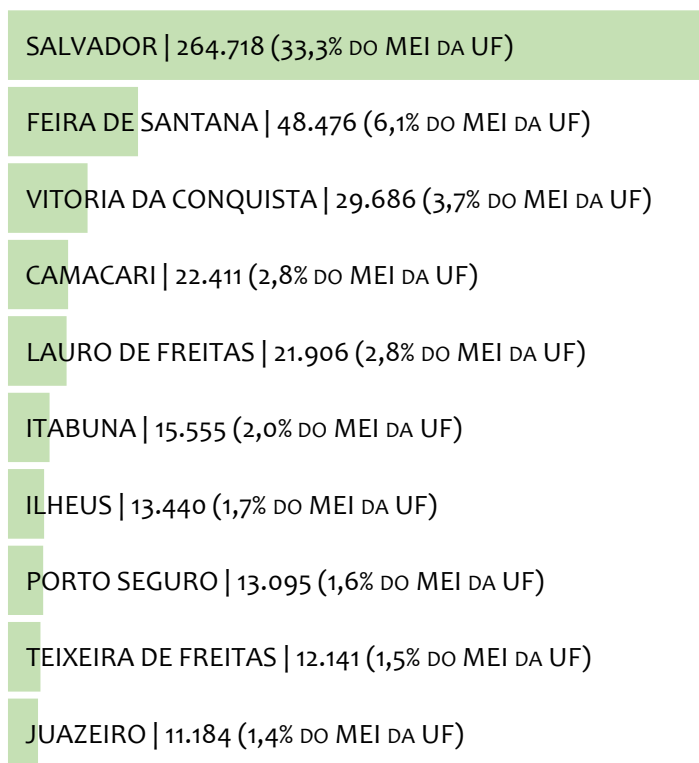 SALVADOR | 264.718 (33,3% DO MEI DA UF)
FEIRA DE SANTANA | 48.476 (6,1% DO MEI DA UF)
VITORIA DA CONQUISTA | 29.686 (3,7% DO MEI DA UF)
CAMACARI | 22.411 (2,8% DO MEI DA UF)
LAURO DE FREITAS | 21.906 (2,8% DO MEI DA UF)
ITABUNA | 15.555 (2,0% DO MEI DA UF)
ILHEUS | 13.440 (1,7% DO MEI DA UF)
PORTO SEGURO | 13.095 (1,6% DO MEI DA UF)
TEIXEIRA DE FREITAS | 12.141 (1,5% DO MEI DA UF)
JUAZEIRO | 11.184 (1,4% DO MEI DA UF)